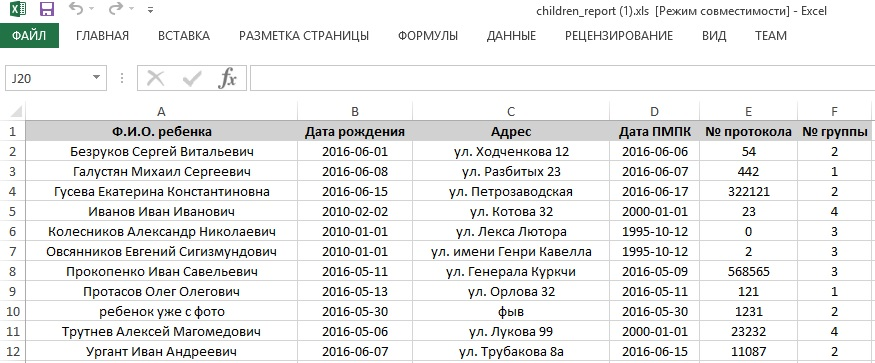 children_report (1).xls [Режим совместимости] - Excel
ФАЙЛ ГЛАВНАЯ ВСТАВКА РАЗМЕТКА СТРАНИЦЫ ФОРМУЛЫ ДАННЫЕ РЕЦЕНЗИРОВАНИЕ ВИД TEAM
J20 fx
A B C D E F
1 Ф.И.О. ребенка Дата рождения Адрес Дата ПМПК № протокола № группы
2 Безруков Сергей Витальевич 2016-06-01 ул. Ходченкова 12 2016-06-06 54 2
3 Галустян Михаил Сергеевич 2016-06-08 ул. Разбитых 23 2016-06-07 442 1
4 Гусева Екатерина Константиновна 2016-06-15 ул. Петрозаводская 2016-06-17 322121 2
5 Иванов Иван Иванович 2010-02-02 ул. Котова 32 2000-01-01 23 4
6 Колесников Александр Николаевич 2010-01-01 ул. Лекса Лютора 1995-10-12 0 3
7 Овсянников Евгений Сигизмундович 2010-01-01 ул. имени Генри Кавелла 1995-10-12 2 3
8 Прокопенко Иван Савельевич 2016-05-11 ул. Генерала Куркчи 2016-05-09 568565 3
9 Протасов Олег Олегович 2016-05-13 ул. Орлова 32 2016-05-11 121 1
10 ребенок уже с фото 2016-05-30 фыв 2016-05-30 1231 2
11 Трутнев Алексей Магомедович 2016-05-06 ул. Лукова 99 2000-01-01 23232 4
12 Ургант Иван Андреевич 2016-06-07 ул. Трубакова 8а 2016-06-15 11087 2